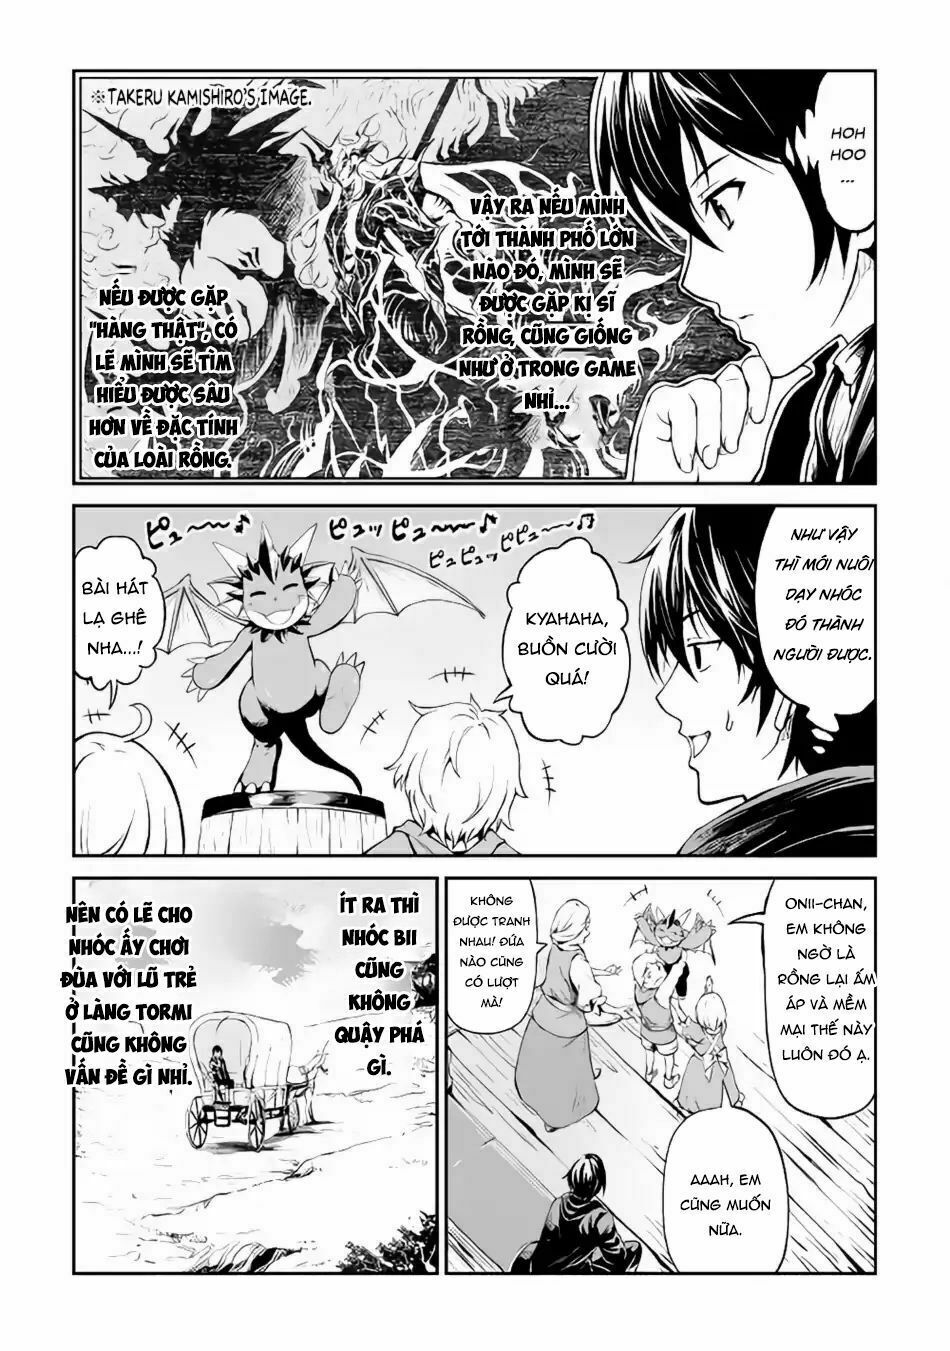 HOH
HOO
...
※TAKERU KAMISHIRO'S IMAGE.
VẬY RA NẾU MÌNH
TỚI THÀNH PHỐ LỚN
NÀO ĐÓ, MÌNH SẼ
ĐƯỢC GẶP KỊ SĨ
RỒNG, CŨNG GIỐNG
NHƯ Ở TRONG GAME
NHỈ...
NẾU ĐƯỢC GẶP
"HÀNG THẬT", CÓ
LẼ MÌNH SẼ TÌM
HIỂU ĐƯỢC SÂU
HƠN VỀ ĐẶC TÍNH
CỦA LOÀI RỒNG.
NHƯ VẬY
THÌ MỚI NUÔI
DẠY NHÓC
ĐÓ THÀNH
NGƯỜI ĐƯỢC.
ピュ〜〜♪
ピュッピュ〜〜♪
ピュピュッピピュ〜♬
KYAHAHA,
BUỒN CƯỜI
QUÁ!
BÀI HÁT
LẠ GHÊ
NHA...!
ONII-CHAN,
EM KHÔNG
NGỜ LÀ
RỒNG LẠI ẤM
ÁP VÀ MỀM
MẠI THẾ NÀY
LUÔN ĐÓ Ạ.
KHÔNG
ĐƯỢC TRANH
NHAU! ĐỨA
NÀO CŨNG
CÓ LƯỢT
MÀ!
AAAH, EM
CŨNG MUỐN
NỮA.
ÍT RA THÌ
NHÓC BII
CŨNG
KHÔNG
QUẬY PHÁ
GÌ.
NÊN CÓ LẼ CHO
NHÓC ẤY CHƠI
ĐÙA VỚI LŨ TRẺ
Ở LÀNG TORMI
CŨNG KHÔNG
VẤN ĐỀ GÌ NHỈ.